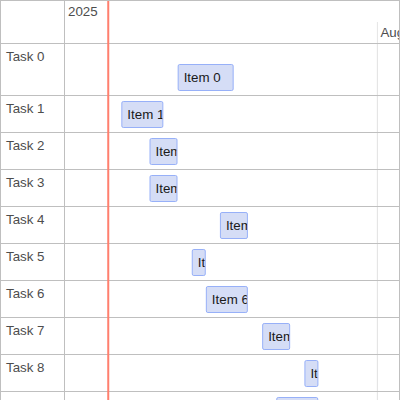 2025
Aug
Task 0
Item 0
Task 1
Item 1
Task 2
Item
Task 3
Item
Task 4
Item
Task 5
It
Task 6
Item 6
Task 7
Item
Task 8
It